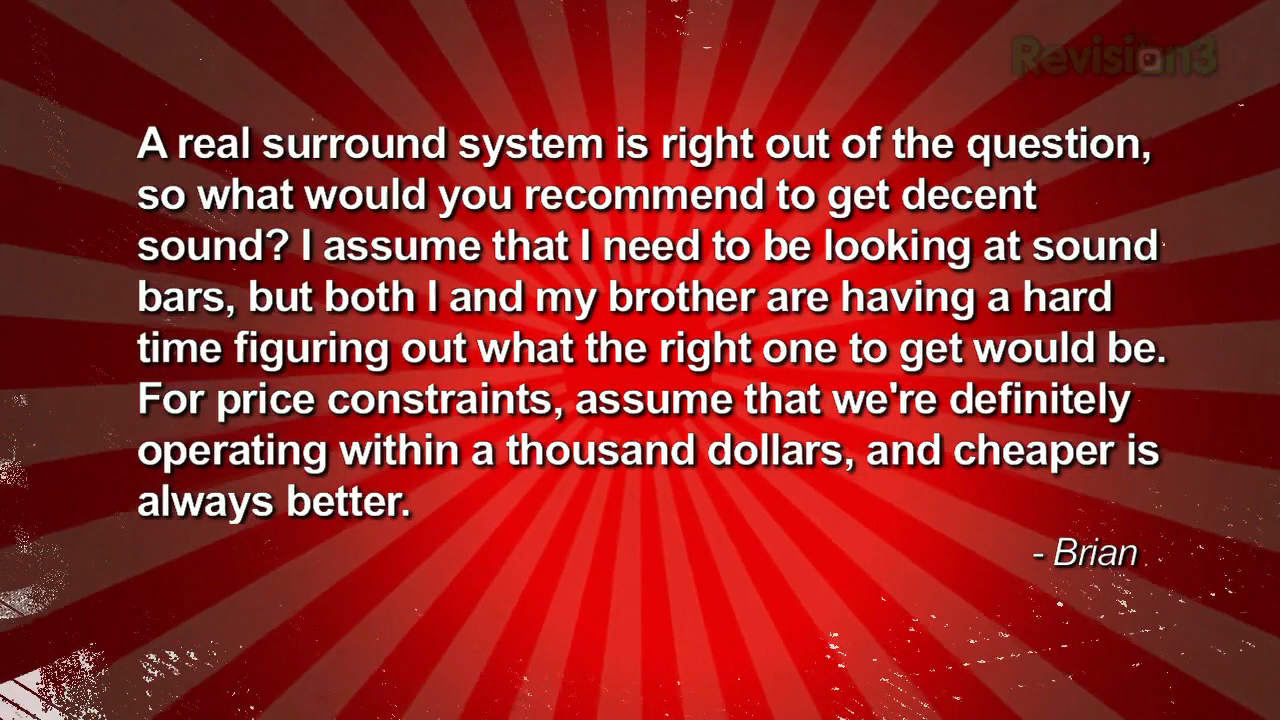 Revision3
A real surround system is right out of the question,
so what would you recommend to get decent
sound? I assume that I need to be looking at sound
bars, but both I and my brother are having a hard
time figuring out what the right one to get would be.
For price constraints, assume that we're definitely
operating within a thousand dollars, and cheaper is
always better.
- Brian